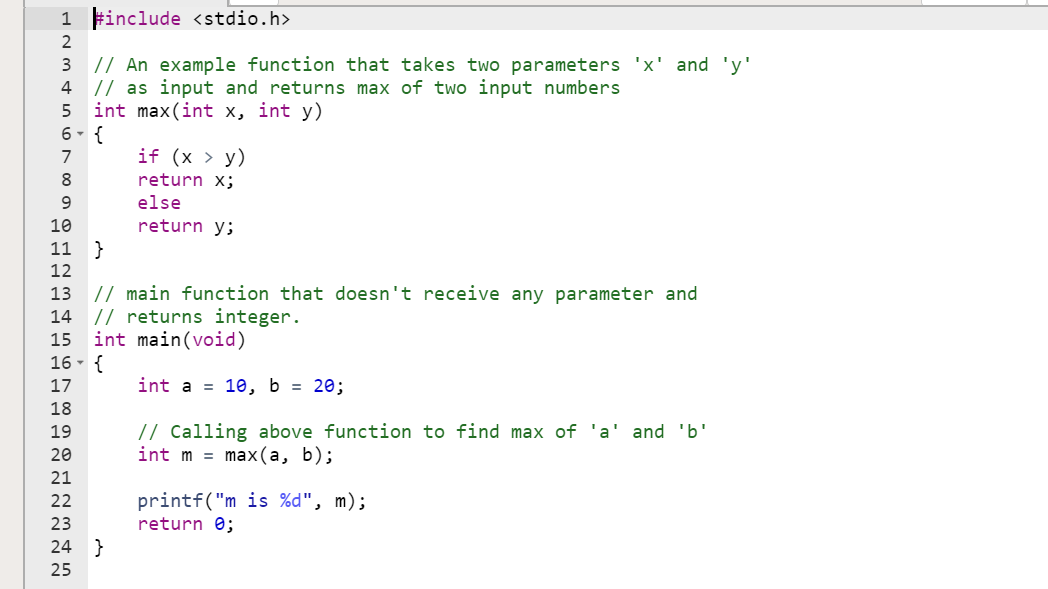 1 #include <stdio.h>
2
3 // An example function that takes two parameters 'x' and 'y'
4 // as input and returns max of two input numbers
5 int max(int x, int y)
6 {
7     if (x > y)
8     return x;
9     else
10     return y;
11 }
12
13 // main function that doesn't receive any parameter and
14 // returns integer.
15 int main(void)
16 {
17     int a = 10, b = 20;
18
19     // Calling above function to find max of 'a' and 'b'
20     int m = max(a, b);
21
22     printf("m is %d", m);
23     return 0;
24 }
25